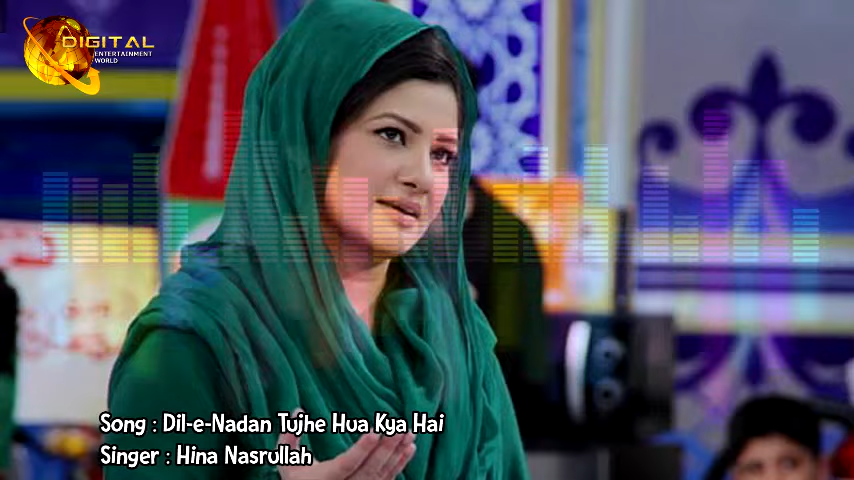 DIGITAL
ENTERTAINMENT
WORLD
Song : Dil-e-Nadan Tujhe Hua Kya Hai
Singer : Hina Nasrullah